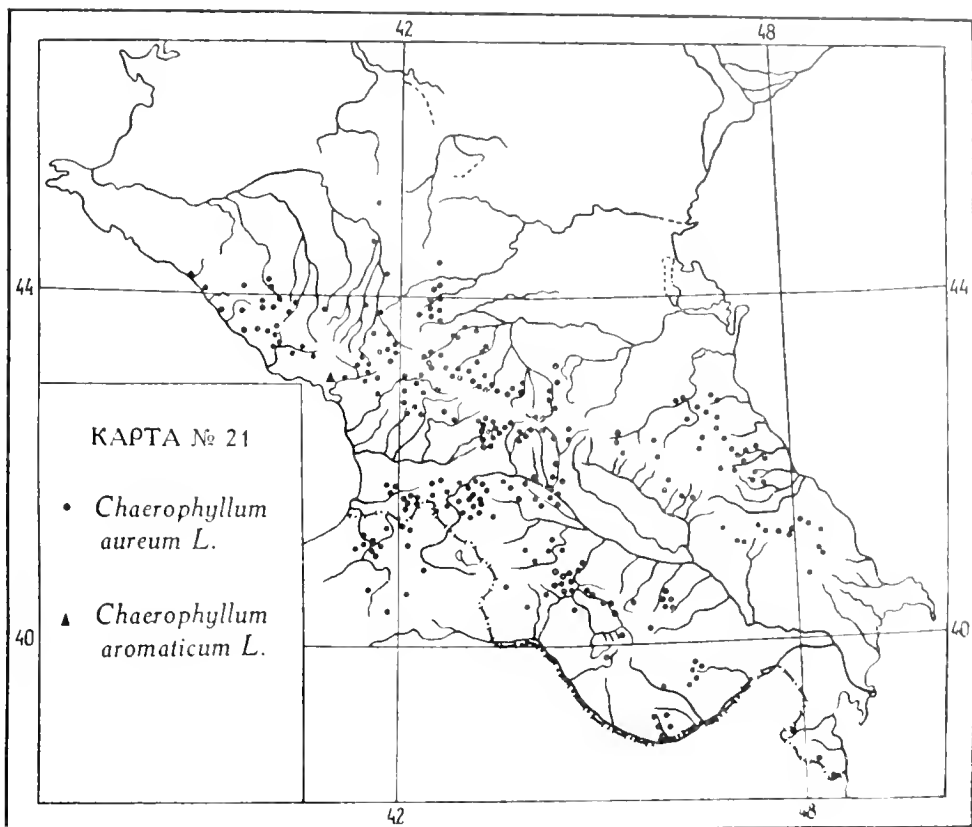 42 48
44 44
КАРТА № 21
• Chaerophyllum
aureum L.
▲ Chaerophyllum
aromaticum L.
40 40
42 48